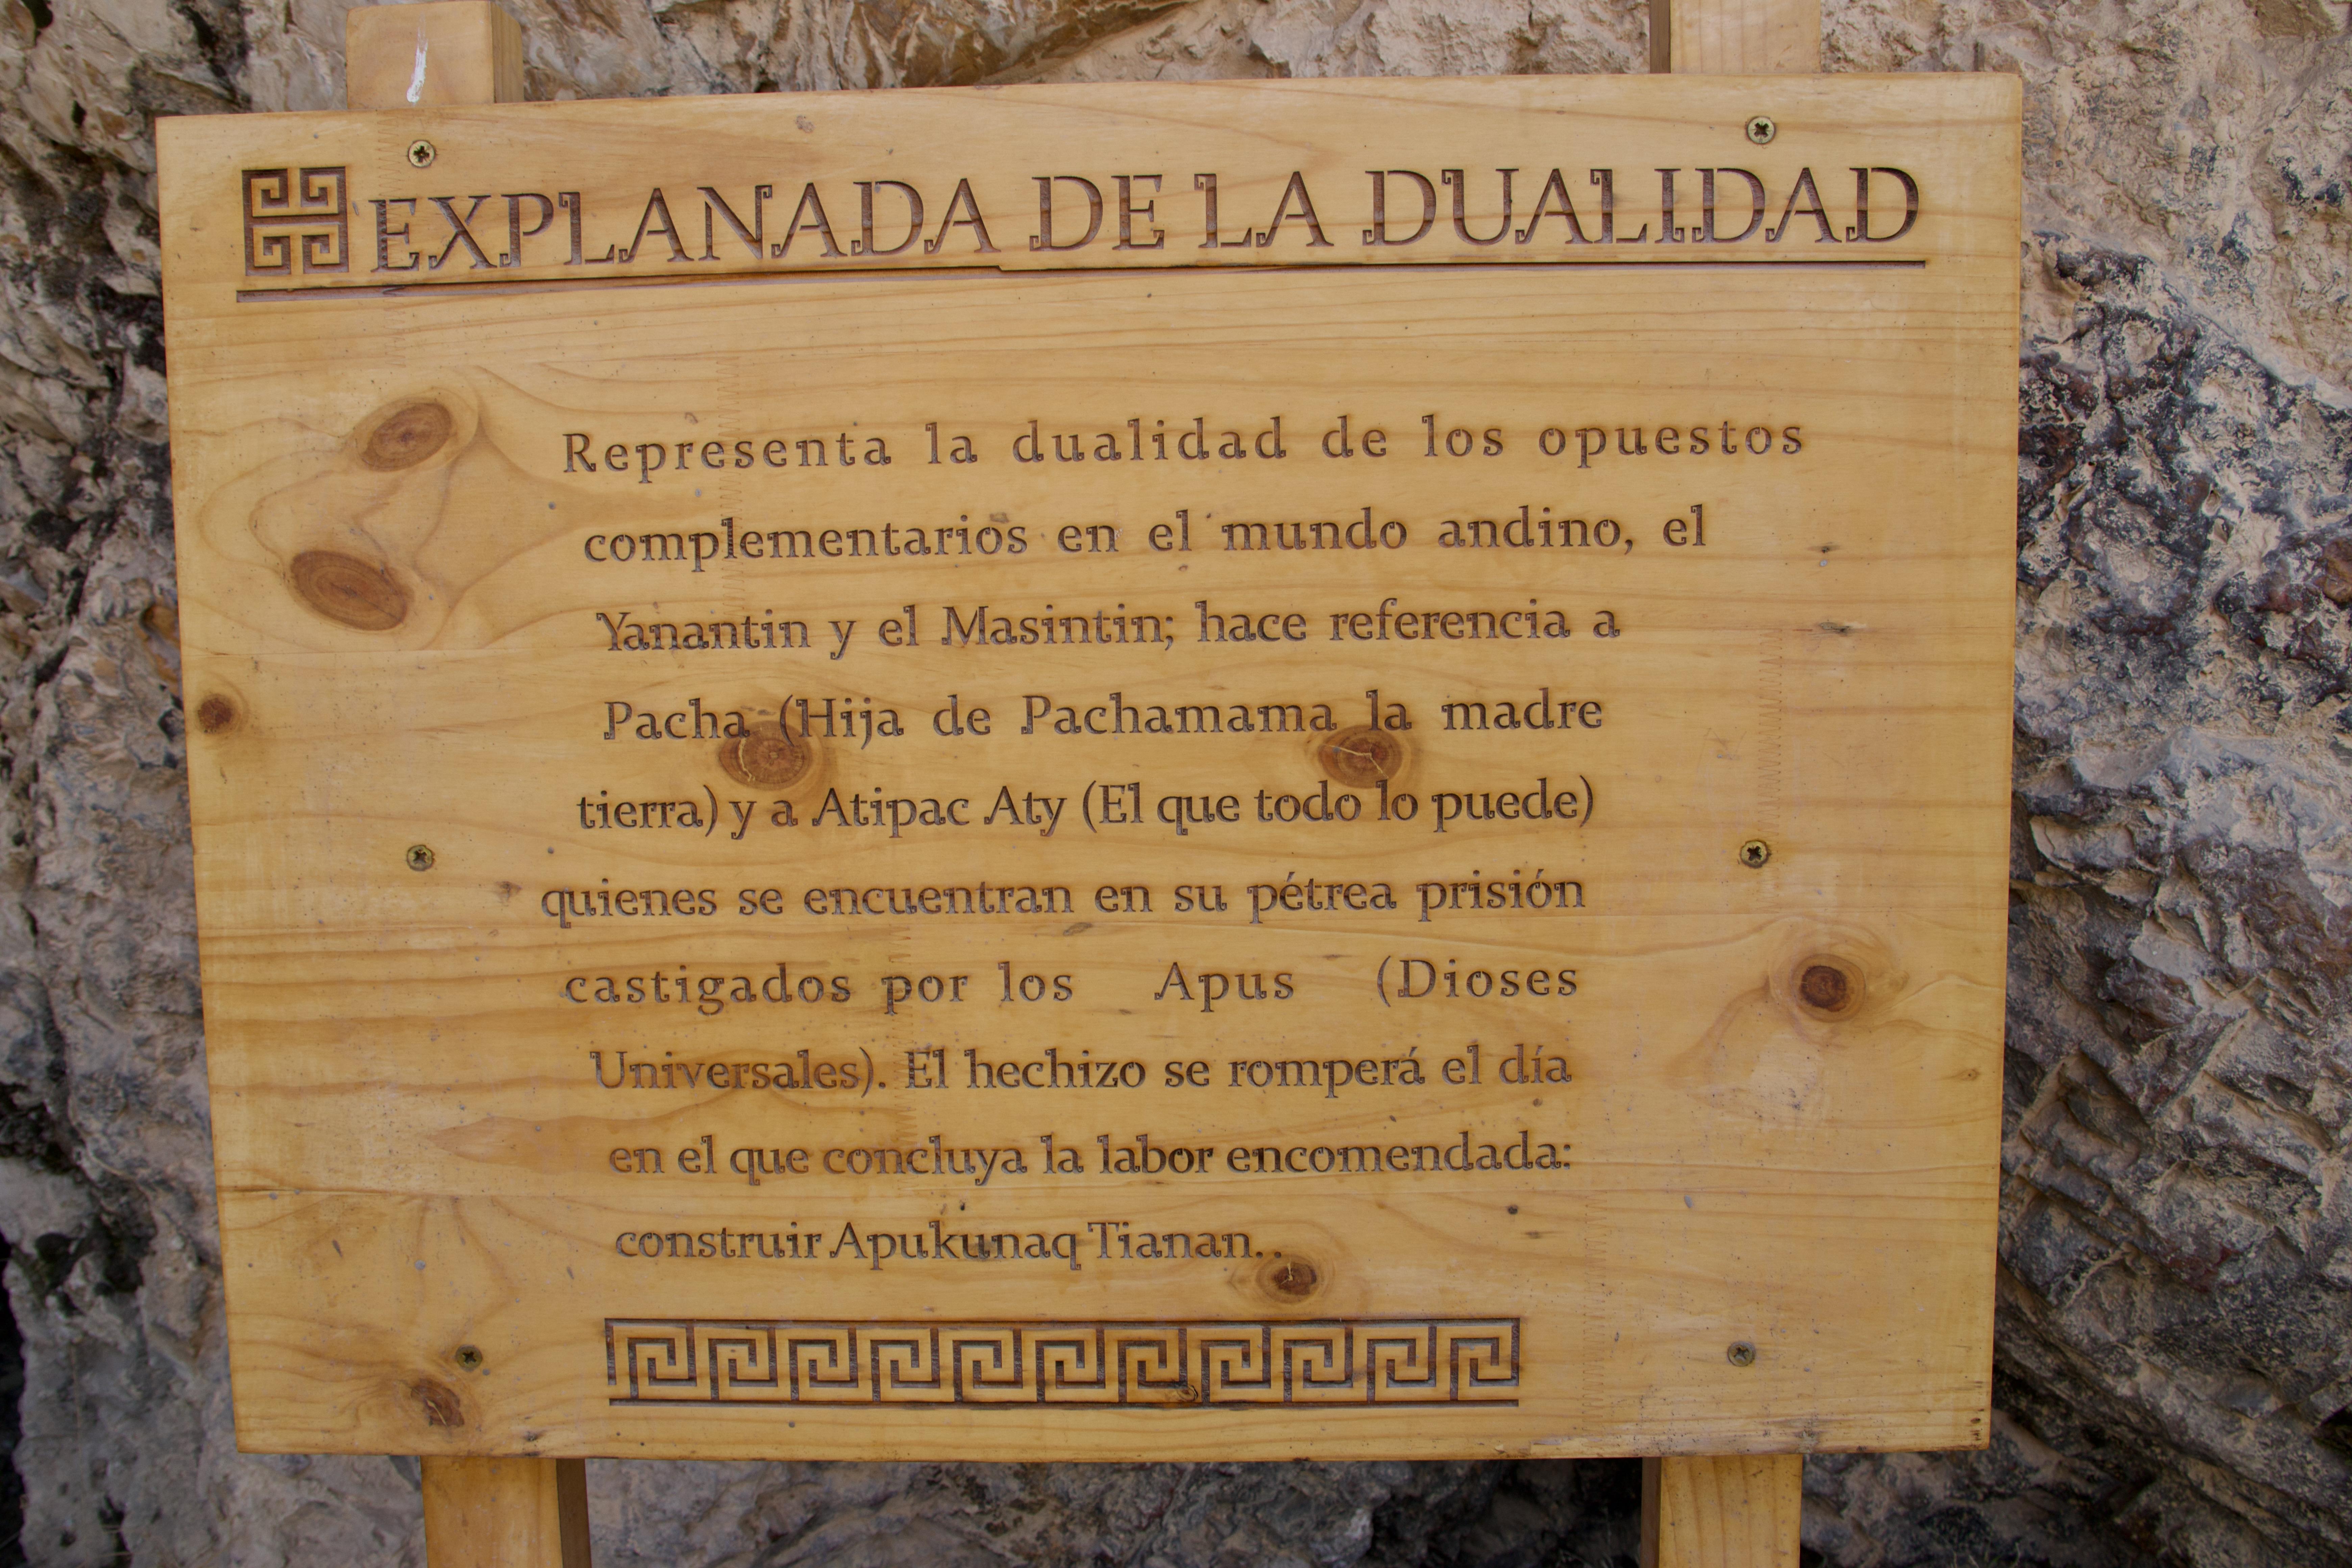 EXPLANADA DE LA DUALIDAD
Representa la dualidad de los opuestos
complementarios en el mundo andino, el
Yanantin y el Masintin; hace referencia a
Pacha (Hija de Pachamama la madre
tierra) y a Atipac Aty (El que todo lo puede)
quienes se encuentran en su pétrea prisión
castigados por los Apus (Dioses
Universales). El hechizo se romperá el día
en el que concluya la labor encomendada:
construir Apukunaq Tianan..